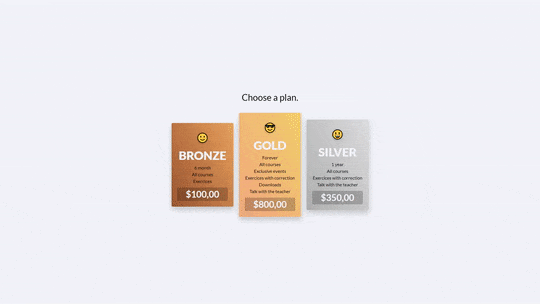 Choose a plan.
BRONZE
6 month
All courses
Exercises
$100,00
GOLD
Forever
All courses
Exclusive events
Exercices with correction
Downloads
Talk with the teacher
$800,00
SILVER
1 year
All courses
Exercises with correction
Talk with the teacher
$350,00